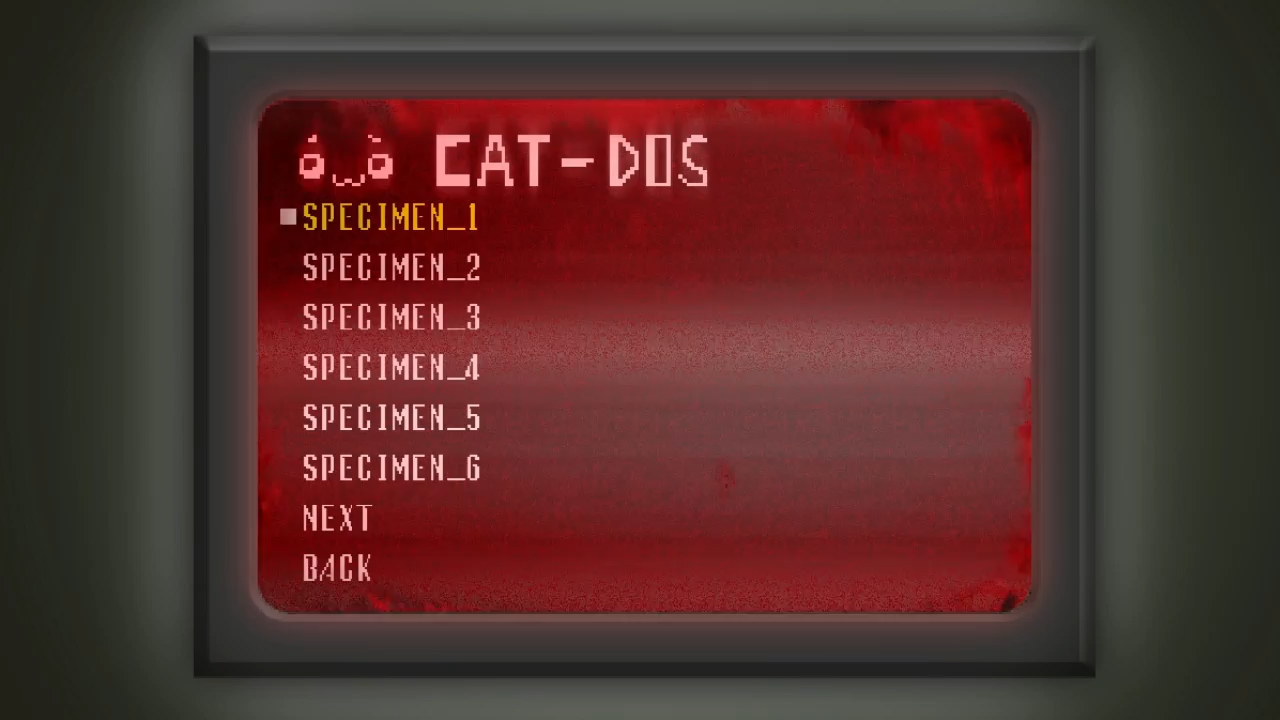 CAT-DOS
SPECIMEN_1
SPECIMEN_2
SPECIMEN_3
SPECIMEN_4
SPECIMEN_5
SPECIMEN_6
NEXT
BACK